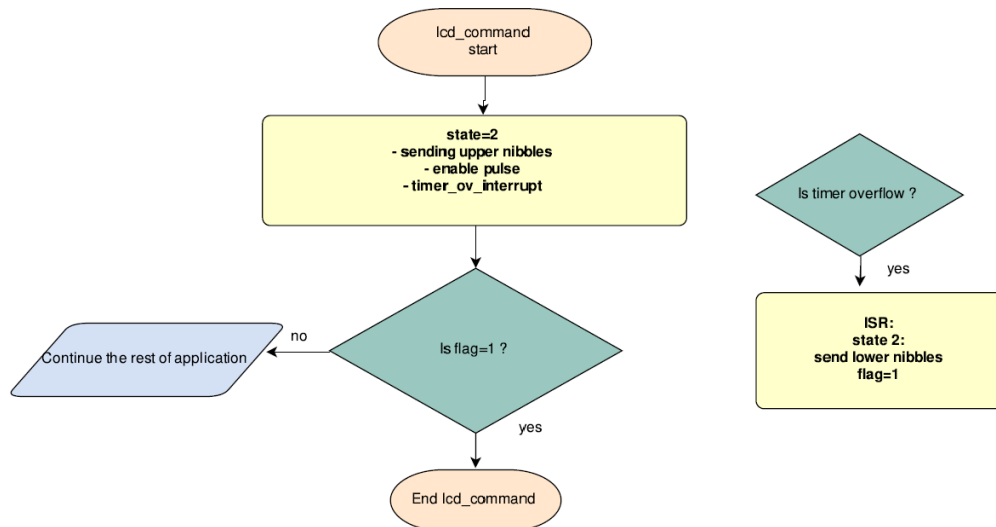 lcd_command
start
state=2
- sending upper nibbles
- enable pulse
- timer_ov_interrupt
Is timer overflow ?
yes
ISR:
state 2:
send lower nibbles
flag=1
Is flag=1 ?
no
Continue the rest of application
yes
End lcd_command